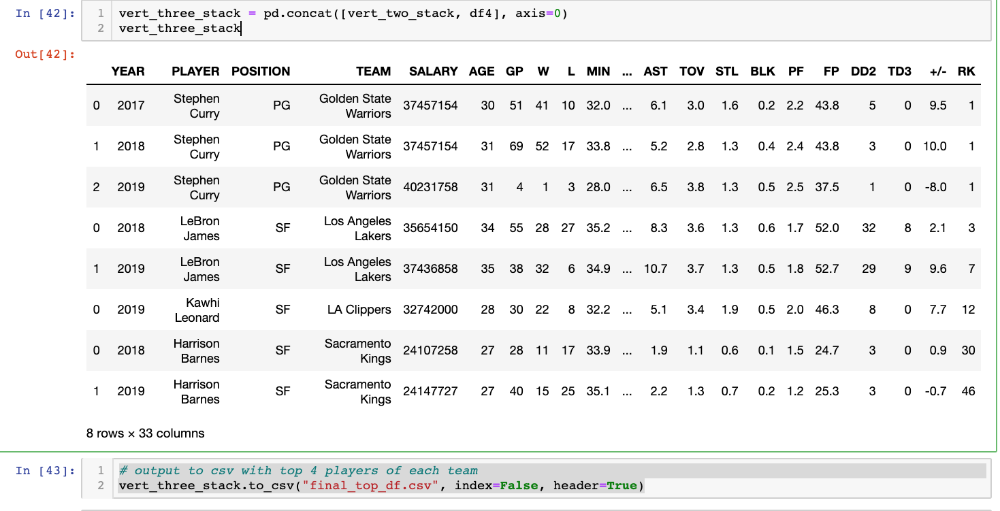 In [42]:
1 vert_three_stack = pd.concat([vert_two_stack, df4], axis=0)
2 vert_three_stack
Out[42]:
YEAR PLAYER POSITION TEAM SALARY AGE GP W L MIN ... AST TOV STL BLK PF FP DD2 TD3 +/- RK
0 2017 Stephen Curry PG Golden State Warriors 37457154 30 51 41 10 32.0 ... 6.1 3.0 1.6 0.2 2.2 43.8 5 0 9.5 1
1 2018 Stephen Curry PG Golden State Warriors 37457154 31 69 52 17 33.8 ... 5.2 2.8 1.3 0.4 2.4 43.8 3 0 10.0 1
2 2019 Stephen Curry PG Golden State Warriors 40231758 31 4 1 3 28.0 ... 6.5 3.8 1.3 0.5 2.5 37.5 1 0 -8.0 1
0 2018 LeBron James SF Los Angeles Lakers 35654150 34 55 28 27 35.2 ... 8.3 3.6 1.3 0.6 1.7 52.0 32 8 2.1 3
1 2019 LeBron James SF Los Angeles Lakers 37436858 35 38 32 6 34.9 ... 10.7 3.7 1.3 0.5 1.8 52.7 29 9 9.6 7
0 2019 Kawhi Leonard SF LA Clippers 32742000 28 30 22 8 32.2 ... 5.1 3.4 1.9 0.5 2.0 46.3 8 0 7.7 12
0 2018 Harrison Barnes SF Sacramento Kings 24107258 27 28 11 17 33.9 ... 1.9 1.1 0.6 0.1 1.5 24.7 3 0 0.9 30
1 2019 Harrison Barnes SF Sacramento Kings 24147727 27 40 15 25 35.1 ... 2.2 1.3 0.7 0.2 1.2 25.3 3 0 -0.7 46
8 rows × 33 columns
In [43]:
1 # output to csv with top 4 players of each team
2 vert_three_stack.to_csv("final_top_df.csv", index=False, header=True)